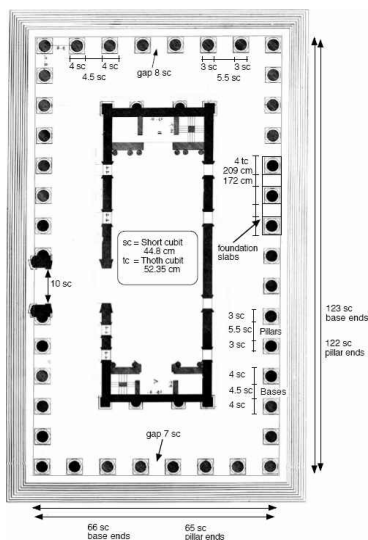 4 sc 4 sc
4.5 sc
gap 8 sc
3 sc 3 sc
5.5 sc
4 tc
209 cm
172 cm
foundation
slabs
sc = Short cubit
44.8 cm
tc = Thoth cubit
52.35 cm
10 sc
3 sc
5.5 sc Pillars
3 sc
4 sc
4.5 sc Bases
4 sc
123 sc
base ends
122 sc
pillar ends
gap 7 sc
66 sc
base ends
65 sc
pillar ends